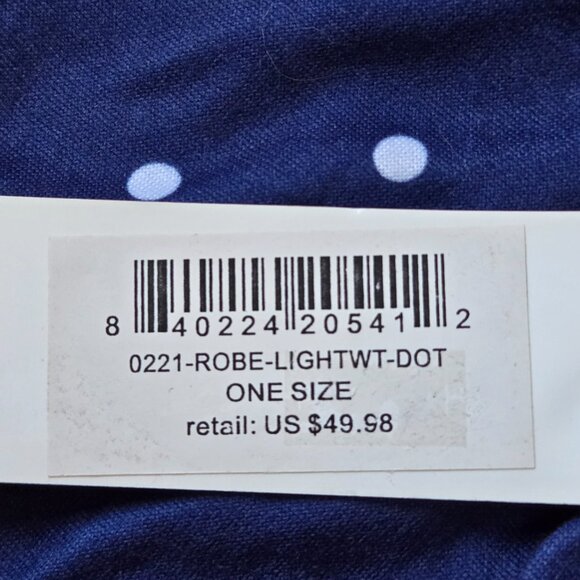 8 40224 20541 2
0221-ROBE-LIGHTWT-DOT
ONE SIZE
retail: US $49.98